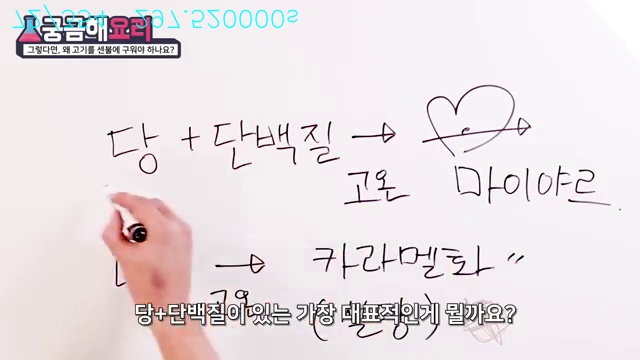 궁금해요리
그렇다면, 왜 고기를 센불에 구워야 하나요?
당 + 단백질 →
고온 마이야르.
→ 카라멜화 〃
당+단백질이 있는 가장 대표적인게 뭘까요?